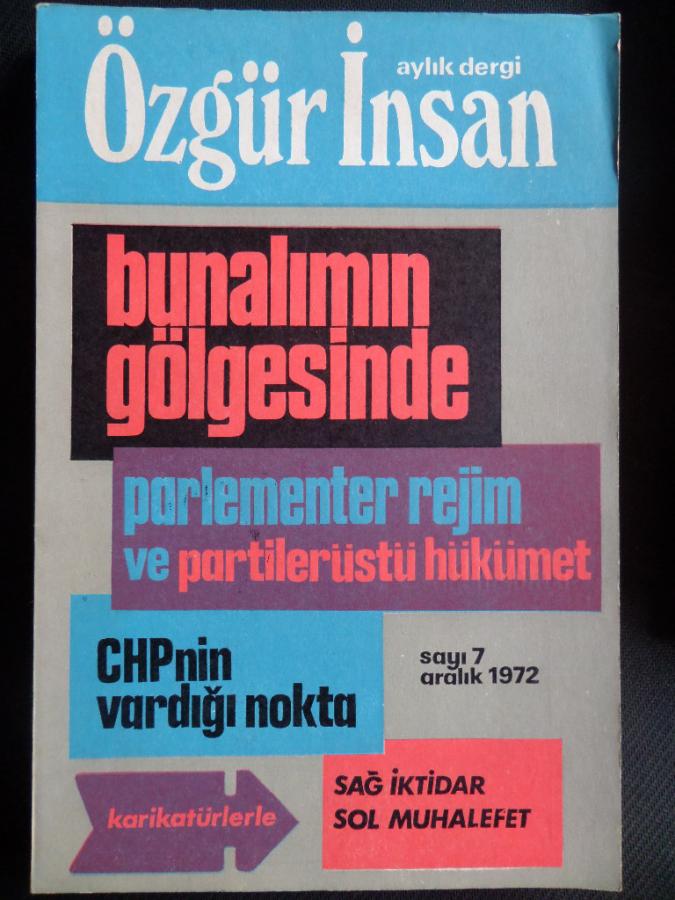 aylık dergi
Özgür İnsan
bunalımın
gölgesinde
parlementer rejim
ve partilerüstü hükümet
CHPnin
vardığı nokta
sayı 7
aralık 1972
karikatürlerle
SAĞ İKTİDAR
SOL MUHALEFET